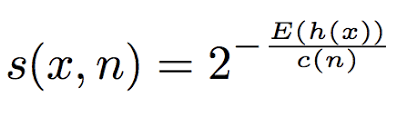 s(x, n) = 2^{-\frac{E(h(x))}{c(n)}}